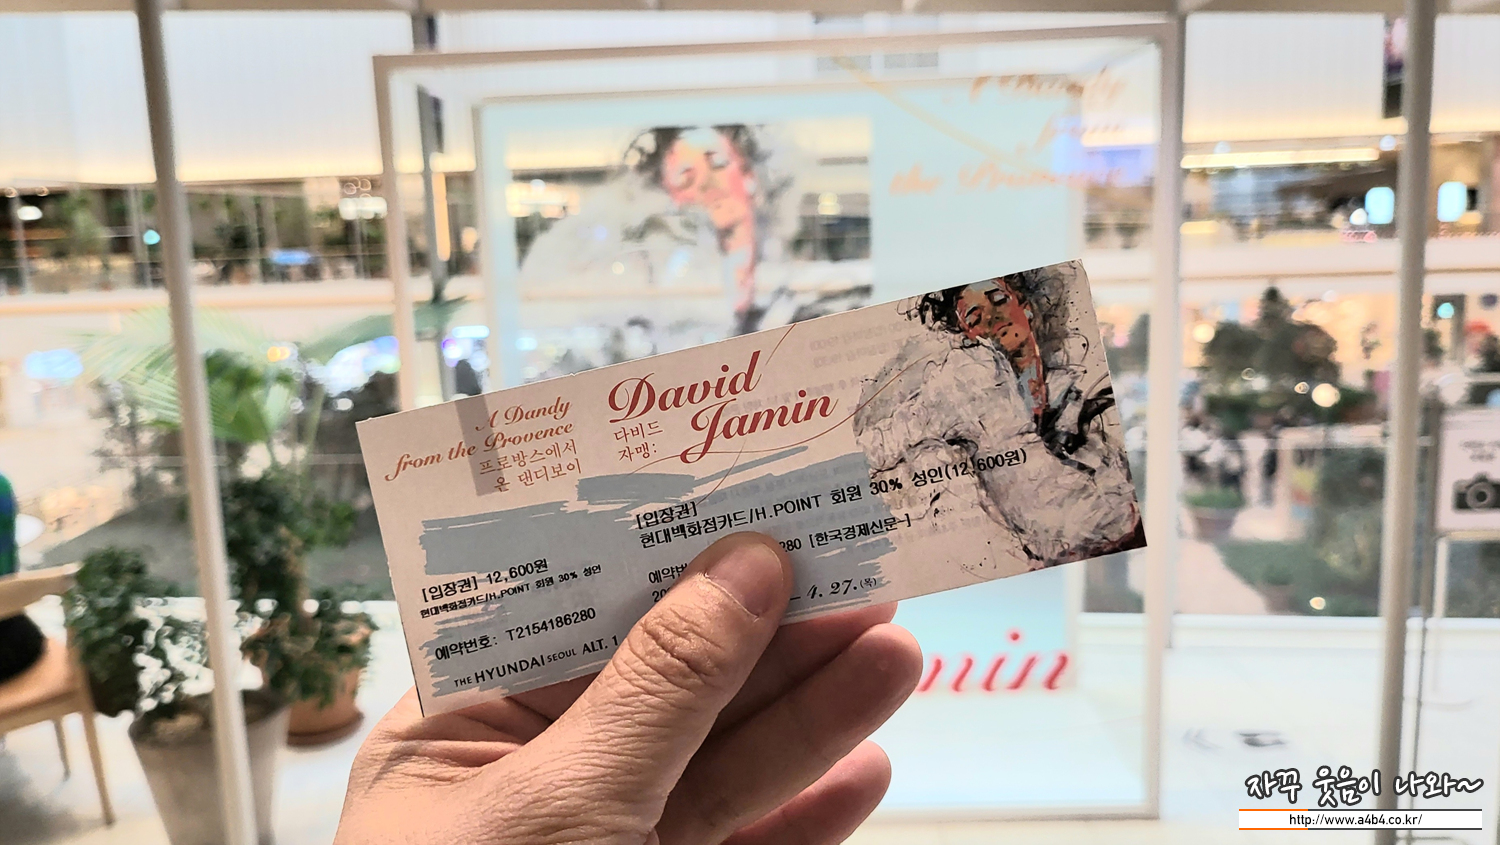 A Dandy
from the Provence
프로방스에서
온 댄디보이
David
Jamin
다비드
자맹:
[입장권] 12,600원
현대백화점카드/H.POINT 회원 30% 성인
예약번호: T2154186280
THE HYUNDAI SEOUL ALT. 1
[입장권]
현대백화점카드/H.POINT 회원 30% 성인(12,600원)
280 [한국경제신문-]
– 4. 27.(목)
자꾸 웃음이 나와~
http://www.a4b4.co.kr/